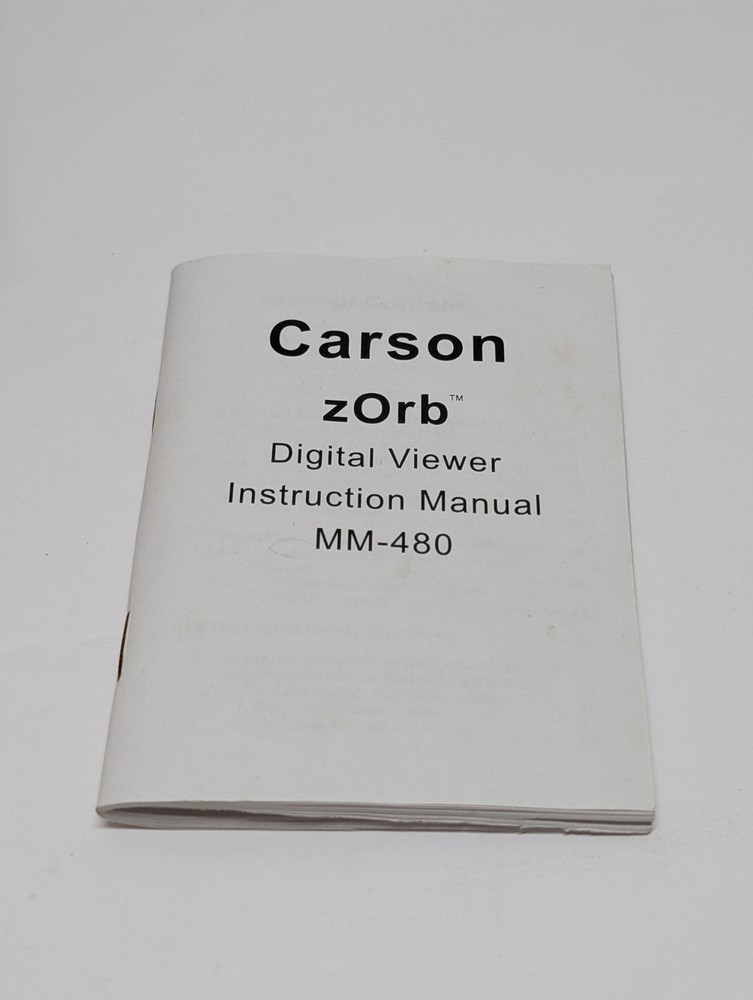 Carson
zOrb™
Digital Viewer
Instruction Manual
MM-480